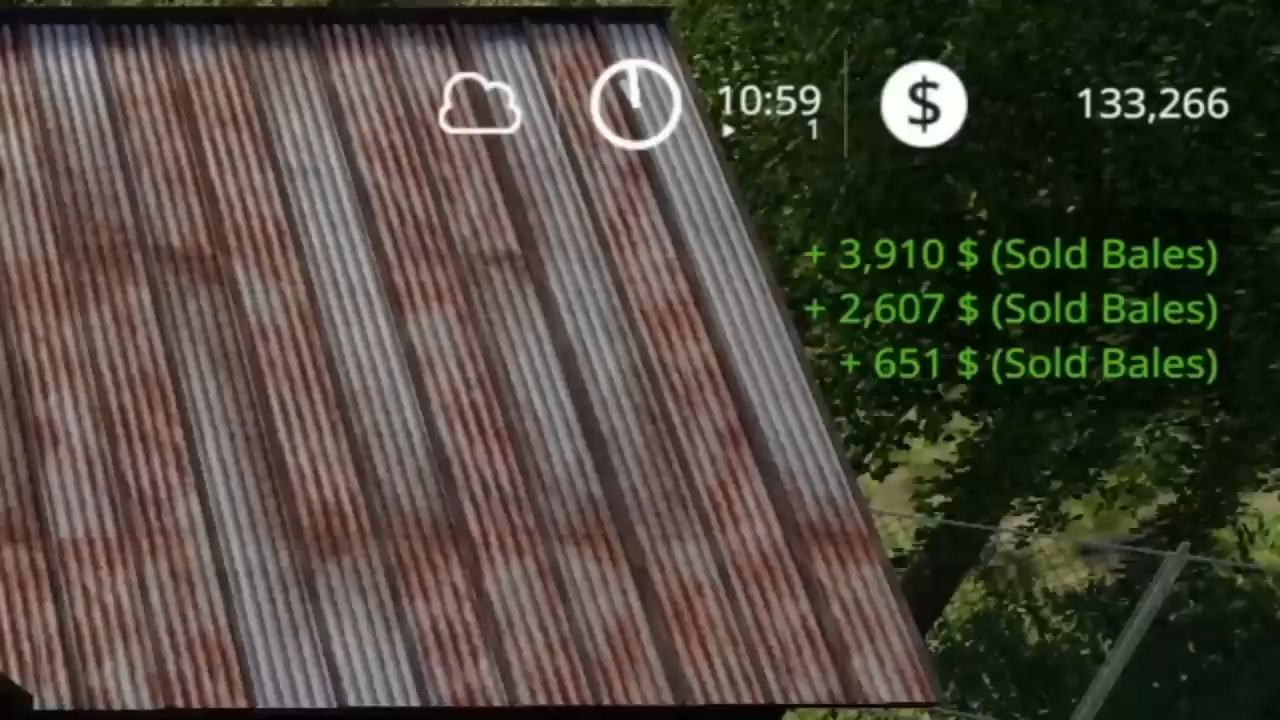 10:59
1
$
133,266
+ 3,910 $ (Sold Bales)
+ 2,607 $ (Sold Bales)
+ 651 $ (Sold Bales)